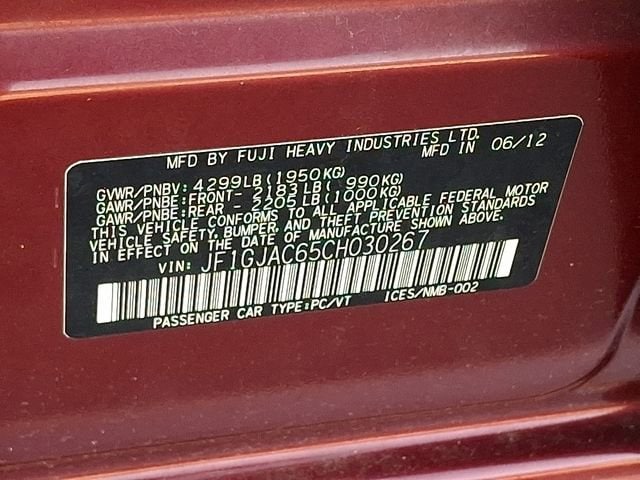 MFD BY FUJI HEAVY INDUSTRIES LTD.
MFD IN 06/12
GVWR/PNBV: 4299LB(1950KG)
GAWR/PNBE:FRONT- 2183LB( 990KG)
GAWR/PNBE:REAR - 2205LB(1000KG)
THIS VEHICLE CONFORMS TO ALL APPLICABLE FEDERAL MOTOR
VEHICLE SAFETY, BUMPER, AND THEFT PREVENTION STANDARDS
IN EFFECT ON THE DATE OF MANUFACTURE SHOWN ABOVE.
VIN: JF1GJAC65CH030267
PASSENGER CAR TYPE:PC/VT ICES/NMB-002